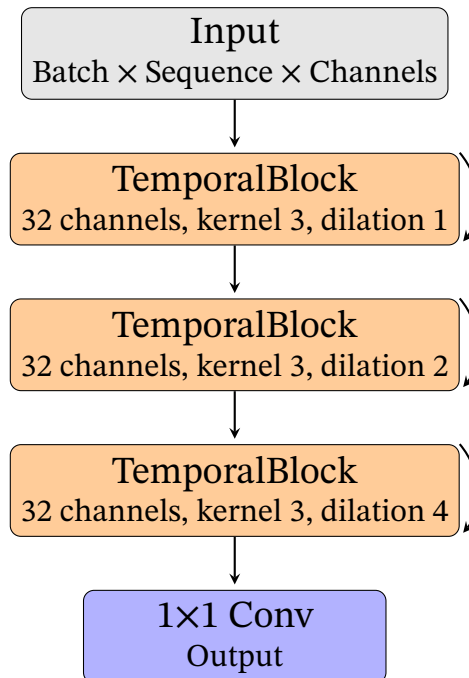 Input
Batch × Sequence × Channels
TemporalBlock
32 channels, kernel 3, dilation 1
TemporalBlock
32 channels, kernel 3, dilation 2
TemporalBlock
32 channels, kernel 3, dilation 4
1×1 Conv
Output